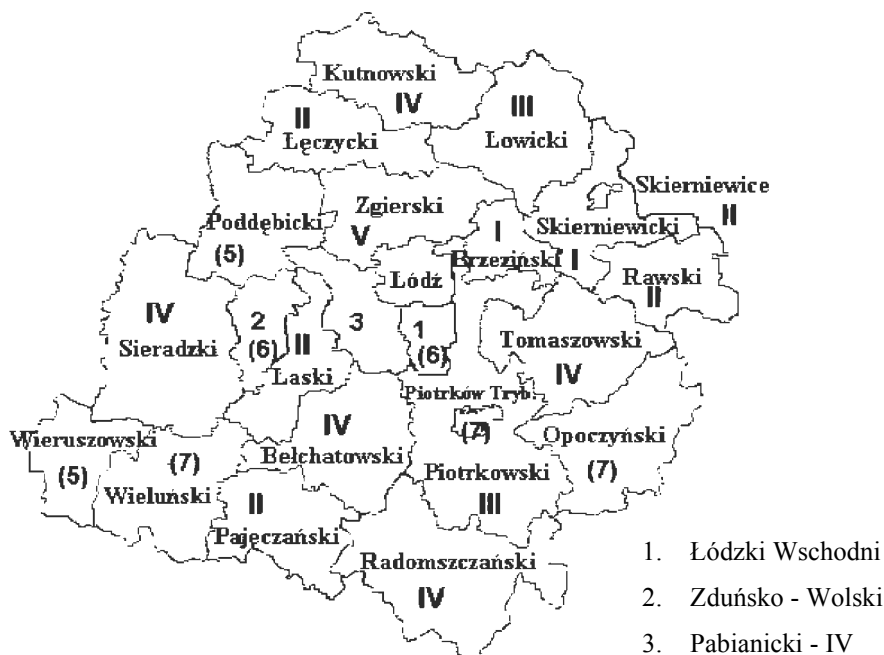 Kutnowski
IV
II
Łęczycki
III
Łowicki
Skierniewice
II
Skierniewicki
I
Poddębicki
(5)
Zgierski
V
I
Brzeziński
Łódź
Rawski
II
IV
Sieradzki
2
(6)
II
Łaski
3
1
(6)
Tomaszowski
IV
Piotrków Tryb.
Piotrkowski
III
Opoczyński
(7)
IV
Bełchatowski
Wieruszowski
(5)
(7)
Wieluński
II
Pajęczański
Radomszczański
IV
1. Łódzki Wschodni
2. Zduńsko - Wolski
3. Pabianicki - IV